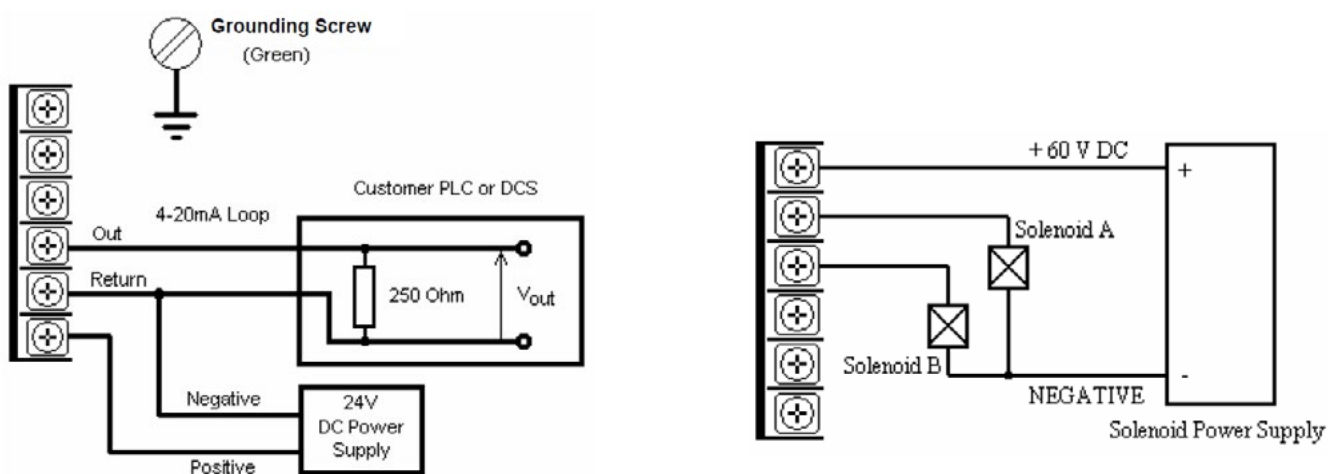 Grounding Screw
(Green)
Customer PLC or DCS
4-20mA Loop
Out
Return
250 Ohm
Vout
Negative
24V
DC Power
Supply
Positive
+ 60 V DC
+
Solenoid A
Solenoid B
-
NEGATIVE
Solenoid Power Supply